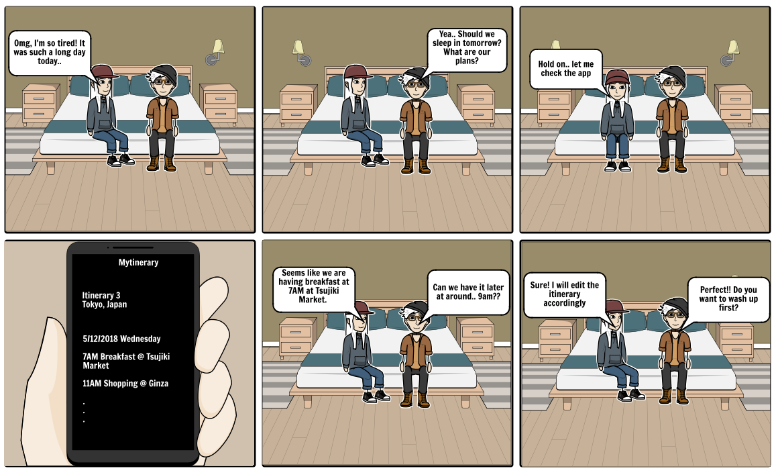 Omg, I'm so tired! It
was such a long day
today..
Yea.. Should we
sleep in tomorrow?
What are our
plans?
Hold on.. let me
check the app
Mytinerary
Itinerary 3
Tokyo, Japan
5/12/2018 Wednesday
7AM Breakfast @ Tsujiki
Market
11AM Shopping @ Ginza
.
.
.
Seems like we are
having breakfast at
7AM at Tsujiki
Market.
Can we have it later
at around.. 9am??
Sure! I will edit the
itinerary
accordingly
Perfect!! Do you
want to wash up
first?